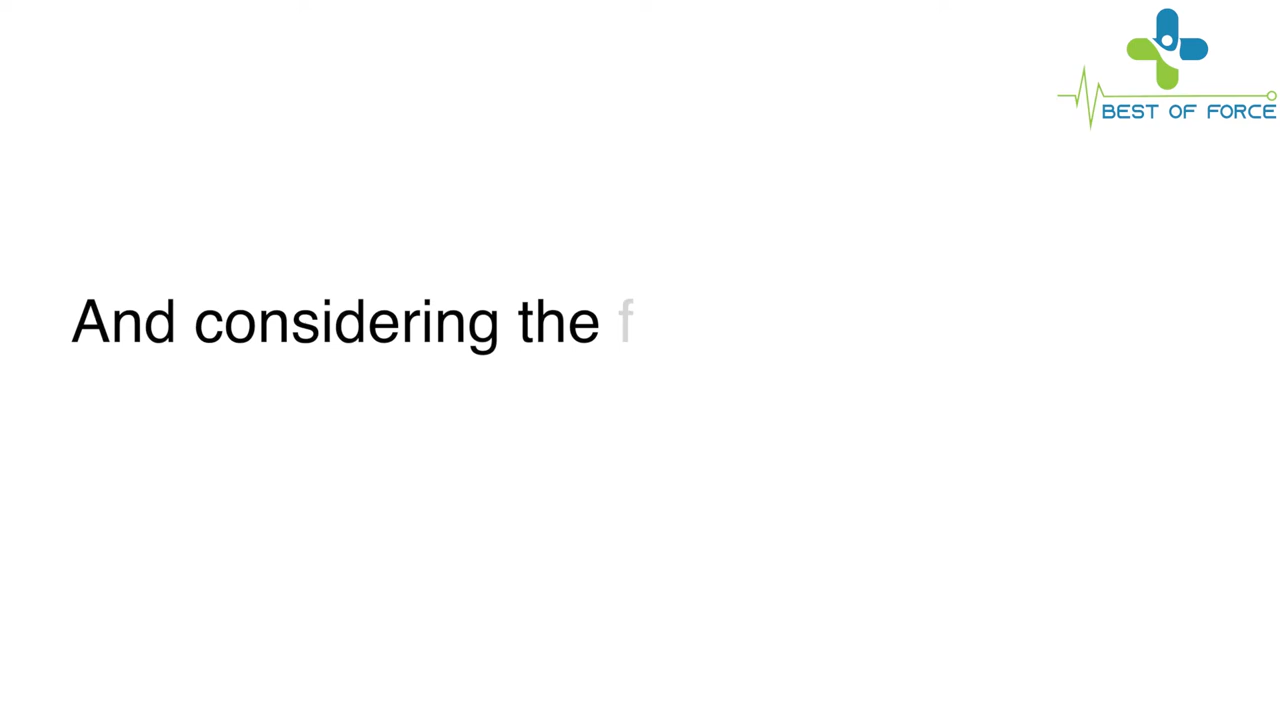 BEST OF FORCE
And considering the f